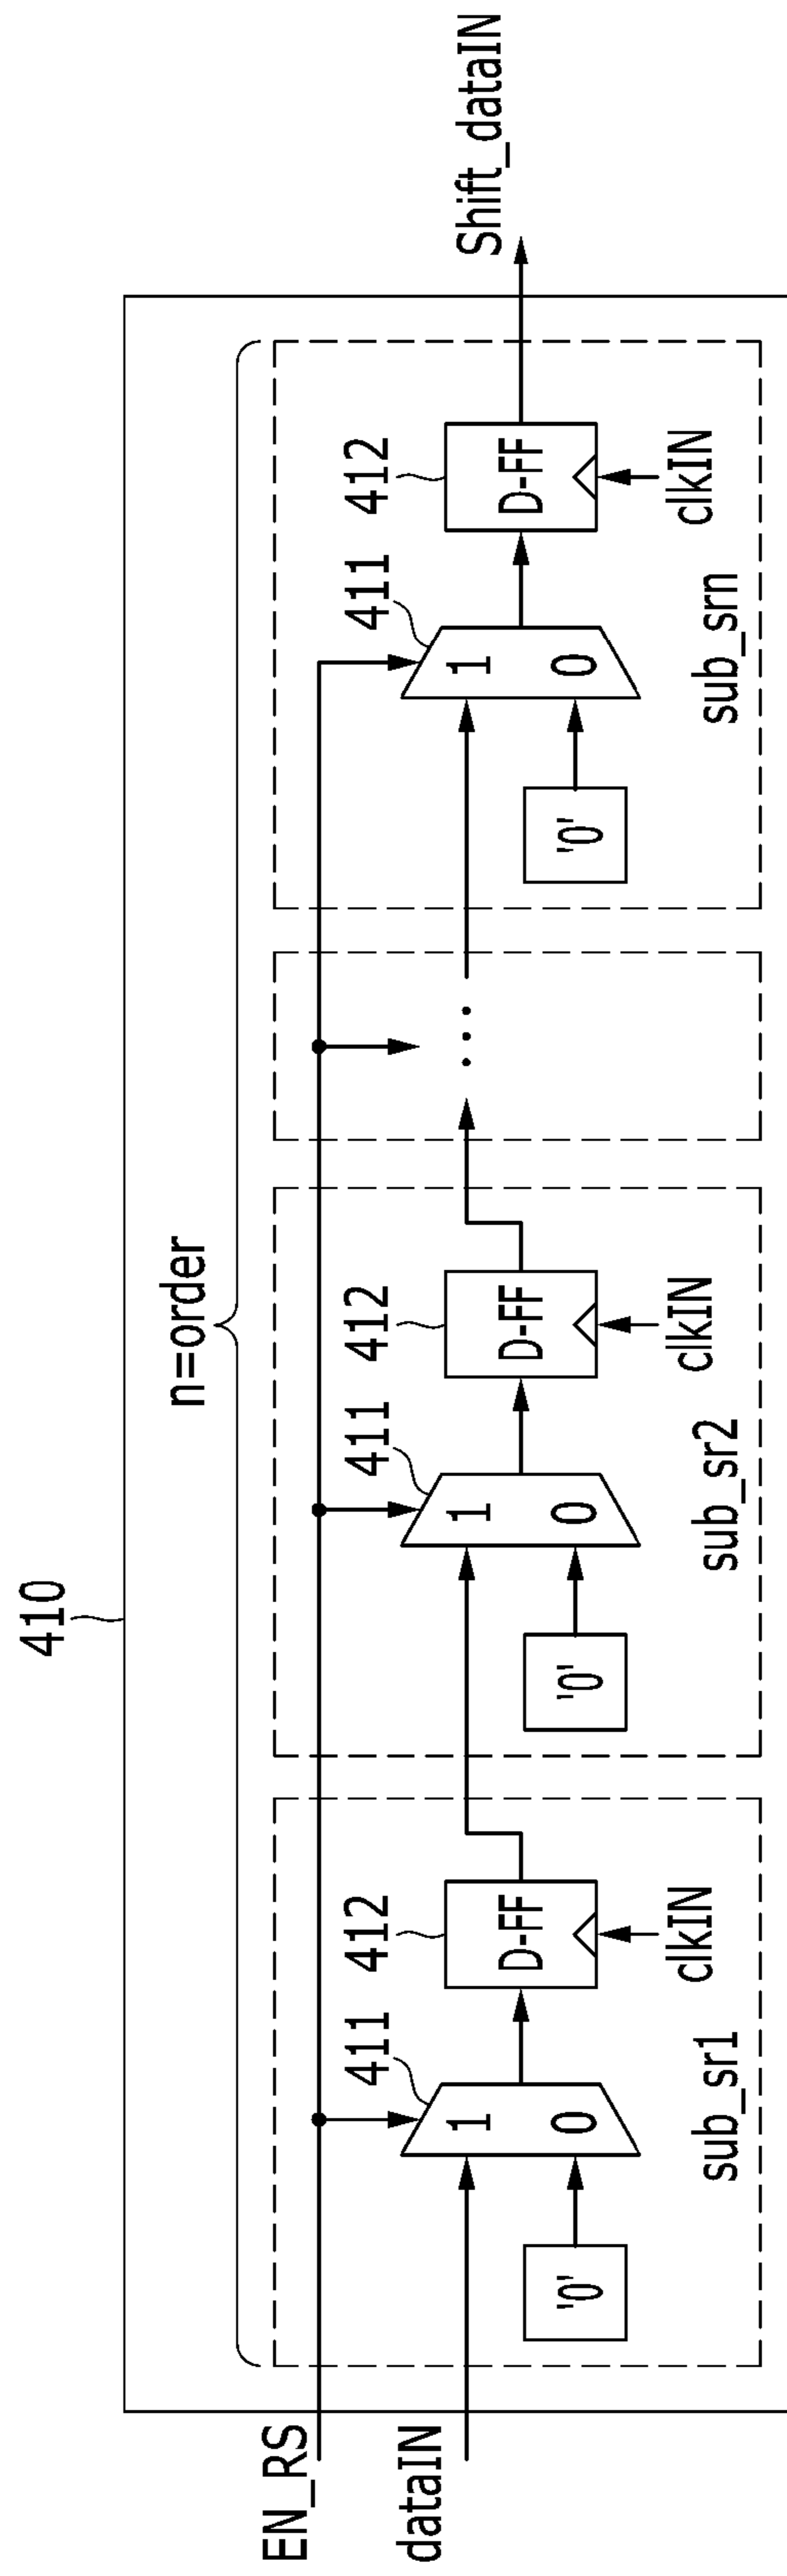 410
n=order
EN_RS
dataIN
Shift_dataIN
411
412
411
412
411
412
1
0
D-FF
1
0
D-FF
...
1
0
D-FF
'0'
'0'
'0'
clkIN
clkIN
clkIN
sub_sr1
sub_sr2
sub_srn